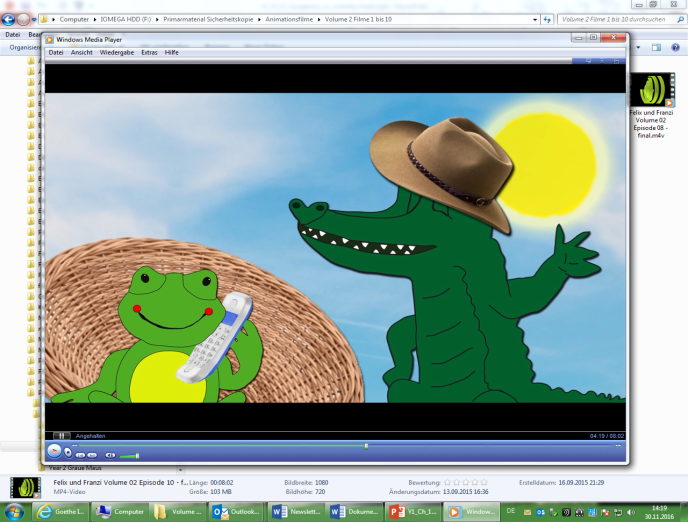 Computer ▸ IOMEGA HDD (F:) ▸ Primarmaterial Sicherheitskopie ▸ Animationsfilme ▸ Volume 2 Filme 1 bis 10
Volume 2 Filme 1 bis 10 durchsuchen
Datei
Windows Media Player
Organisiere
Datei Ansicht Wiedergabe Extras Hilfe
Felix und Franzi
Volume 02
Episode 08 -
final.m4v
Angehalten
04:19 / 08:02
Year 2 Graue Maus
Felix und Franzi Volume 02 Episode 10 - f... Länge: 00:08:02 Bildbreite: 1080 Bewertung: Erstelldatum: 16.09.2015 21:29
MP4-Video Größe: 103 MB Bildhöhe: 720 Änderungsdatum: 13.09.2015 16:36
Goethe I Computer Volume ... Outlook... Newslett... Dokume... Y1_Ch_1... Window... DE 14:19
30.11.2016